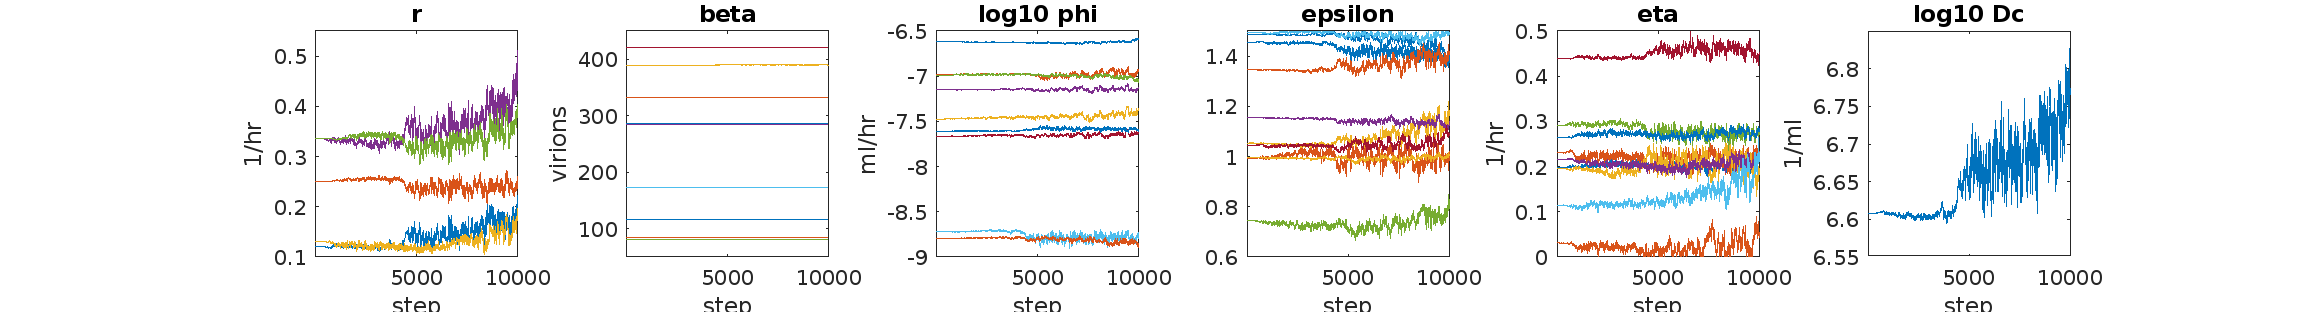 r
0.5
0.4
0.3
0.2
0.1
1/hr
5000 10000
step
beta
400
300
200
100
virions
5000 10000
step
log10 phi
-6.5
-7
-7.5
-8
-8.5
-9
ml/hr
5000 10000
step
epsilon
1.4
1.2
1
0.8
0.6
5000 10000
step
eta
0.5
0.4
0.3
0.2
0.1
0
1/hr
5000 10000
step
log10 Dc
6.8
6.75
6.7
6.65
6.6
6.55
1/ml
5000 10000
step